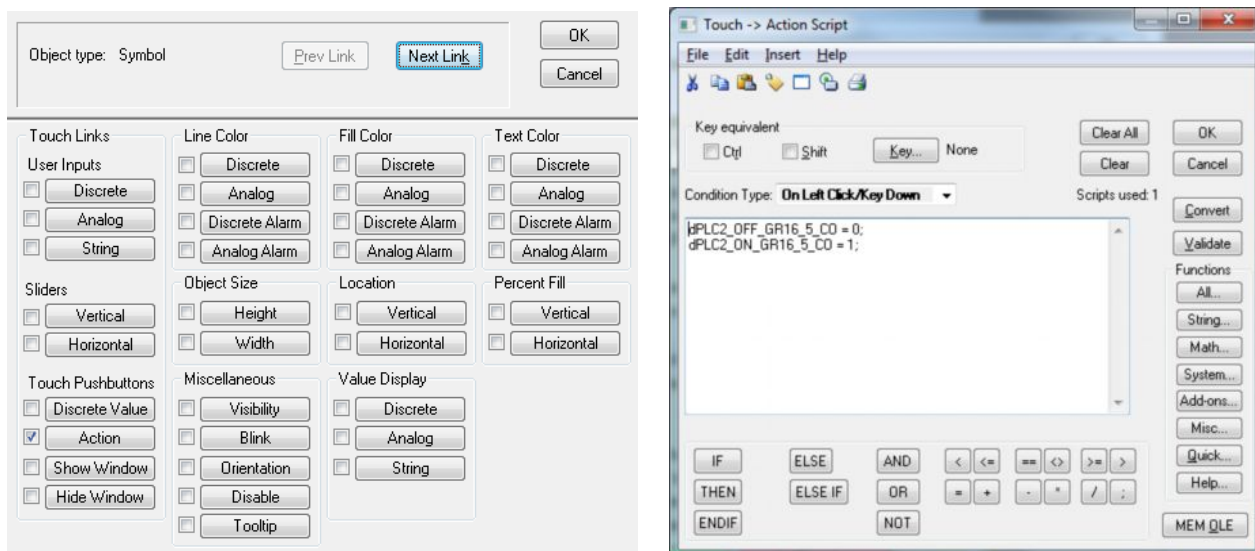 Object type: Symbol
Prev Link
Next Link
OK
Cancel
Touch Links
User Inputs
Discrete
Analog
String
Sliders
Vertical
Horizontal
Touch Pushbuttons
Discrete Value
Action
Show Window
Hide Window
Line Color
Discrete
Analog
Discrete Alarm
Analog Alarm
Object Size
Height
Width
Miscellaneous
Visibility
Blink
Orientation
Disable
Tooltip
Fill Color
Discrete
Analog
Discrete Alarm
Analog Alarm
Location
Vertical
Horizontal
Value Display
Discrete
Analog
String
Text Color
Discrete
Analog
Discrete Alarm
Analog Alarm
Percent Fill
Vertical
Horizontal
Touch -> Action Script
File Edit Insert Help
Key equivalent
Ctrl Shift Key... None
Clear All
Clear
OK
Cancel
Condition Type: On Left Click/Key Down
Scripts used: 1
dPLC2_OFF_GR16_5_CO = 0;
dPLC2_ON_GR16_5_CO = 1;
Convert
Validate
Functions
All...
String...
Math...
System...
Add-ons...
Misc...
Quick...
Help...
MEM OLE
IF ELSE AND < <= == <> >= >
THEN ELSE IF OR = + - * / ;
ENDIF NOT